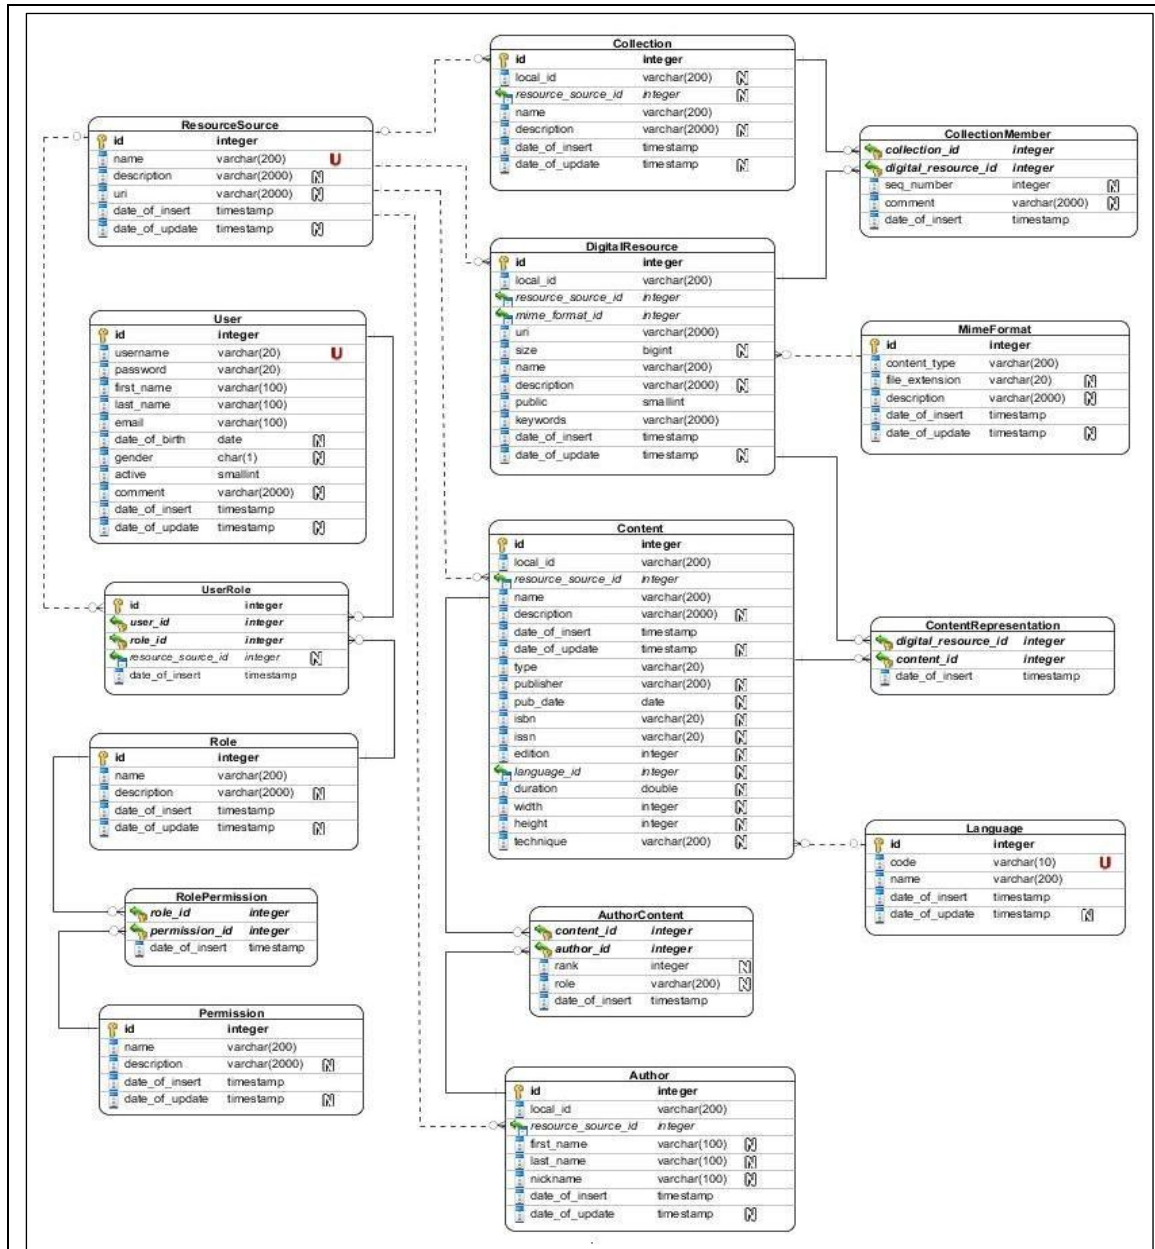 Collection
id integer
local_id varchar(200) N
resource_source_id integer N
name varchar(200)
description varchar(2000) N
date_of_insert timestamp
date_of_update timestamp N
ResourceSource
id integer
name varchar(200) U
description varchar(2000) N
uri varchar(2000) N
date_of_insert timestamp
date_of_update timestamp N
CollectionMember
collection_id integer
digital_resource_id integer
seq_number integer N
comment varchar(2000) N
date_of_insert timestamp
DigitalResource
id integer
local_id varchar(200)
resource_source_id integer
mime_format_id integer
uri varchar(2000)
size bigint N
name varchar(200)
description varchar(2000) N
public smallint
keywords varchar(2000)
date_of_insert timestamp
date_of_update timestamp N
User
id integer
username varchar(20) U
password varchar(20)
first_name varchar(100)
last_name varchar(100)
email varchar(100)
date_of_birth date N
gender char(1) N
active smallint
comment varchar(2000) N
date_of_insert timestamp
date_of_update timestamp N
MimeFormat
id integer
content_type varchar(200)
file_extension varchar(20) N
description varchar(2000) N
date_of_insert timestamp
date_of_update timestamp N
Content
id integer
local_id varchar(200)
resource_source_id integer
name varchar(200)
description varchar(2000) N
date_of_insert timestamp
date_of_update timestamp N
type varchar(20)
publisher varchar(200) N
pub_date date N
isbn varchar(20) N
issn varchar(20) N
edition integer N
language_id integer N
duration double N
width integer N
height integer N
technique varchar(200) N
UserRole
id integer
user_id integer
role_id integer
resource_source_id integer N
date_of_insert timestamp
ContentRepresentation
digital_resource_id integer
content_id integer
date_of_insert timestamp
Role
id integer
name varchar(200)
description varchar(2000) N
date_of_insert timestamp
date_of_update timestamp N
Language
id integer
code varchar(10) U
name varchar(200)
date_of_insert timestamp
date_of_update timestamp N
RolePermission
role_id integer
permission_id integer
date_of_insert timestamp
AuthorContent
content_id integer
author_id integer
rank integer N
role varchar(200) N
date_of_insert timestamp
Permission
id integer
name varchar(200)
description varchar(2000) N
date_of_insert timestamp
date_of_update timestamp N
Author
id integer
local_id varchar(200)
resource_source_id integer
first_name varchar(100) N
last_name varchar(100) N
nickname varchar(100) N
date_of_insert timestamp
date_of_update timestamp N